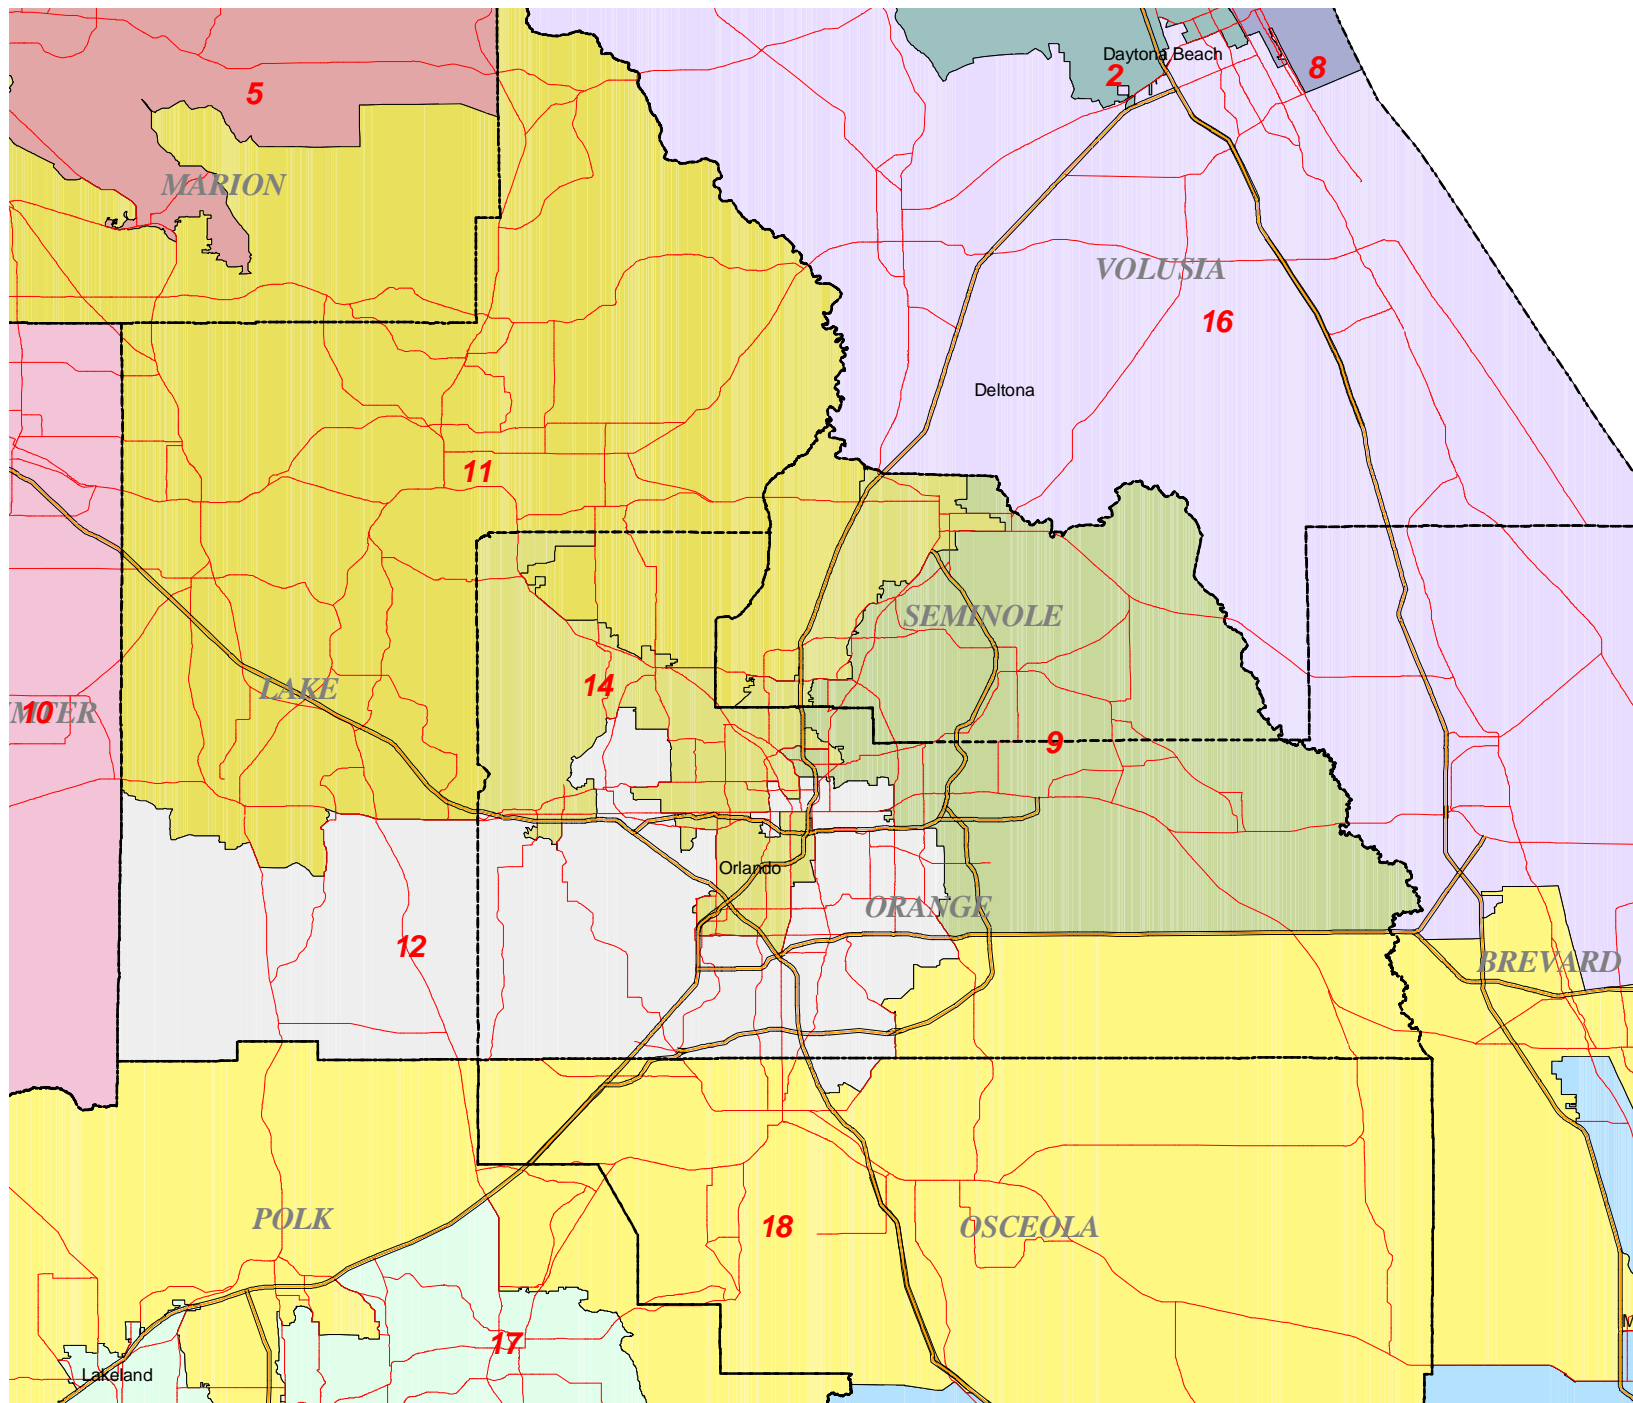 Daytona Beach
2
8
5
MARION
VOLUSIA
16
Deltona
11
SEMINOLE
14
LAKE
10
MTER
9
Orlando
ORANGE
12
BREVARD
POLK
18
OSCEOLA
17
Lakeland
M